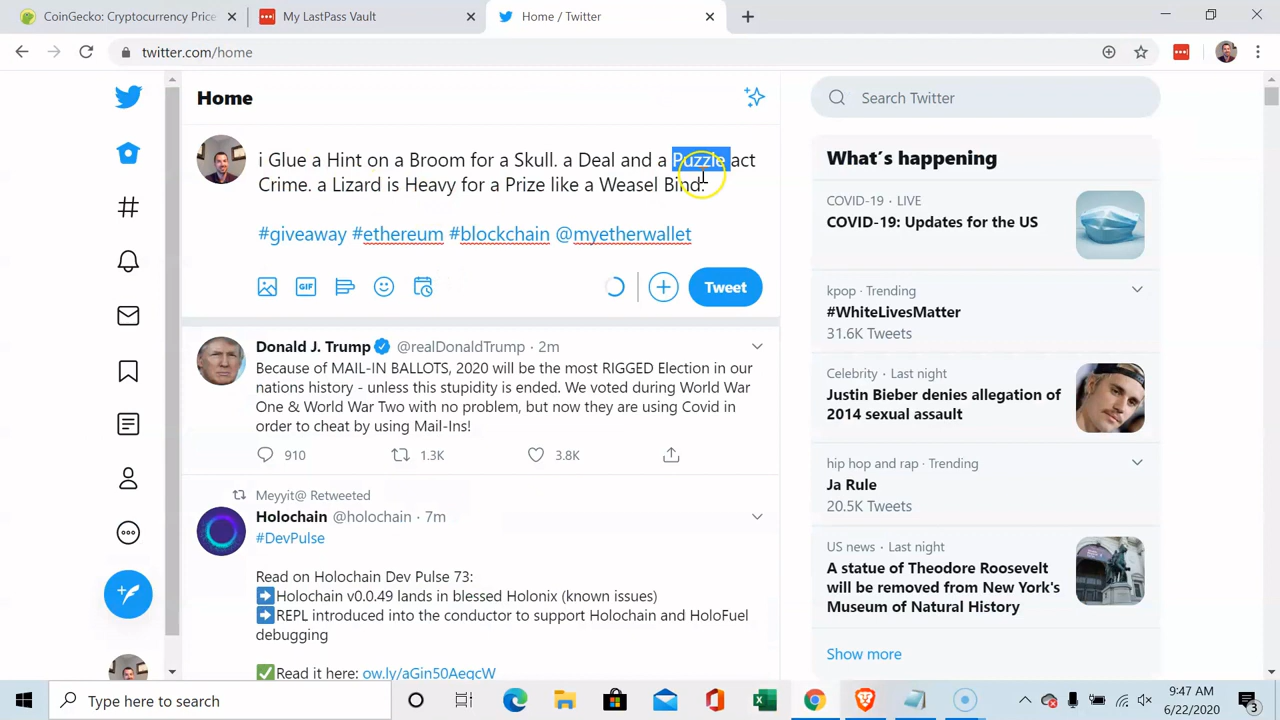 CoinGecko: Cryptocurrency Price
My LastPass Vault
Home / Twitter
twitter.com/home
Home
i Glue a Hint on a Broom for a Skull. a Deal and a Puzzle act
Crime. a Lizard is Heavy for a Prize like a Weasel Bind.
#giveaway #ethereum #blockchain @myetherwallet
GIF
Tweet
Donald J. Trump @realDonaldTrump · 2m
Because of MAIL-IN BALLOTS, 2020 will be the most RIGGED Election in our
nations history - unless this stupidity is ended. We voted during World War
One & World War Two with no problem, but now they are using Covid in
order to cheat by using Mail-Ins!
910 1.3K 3.8K
Meyyit@ Retweeted
Holochain @holochain · 7m
#DevPulse
Read on Holochain Dev Pulse 73:
Holochain v0.0.49 lands in blessed Holonix (known issues)
REPL introduced into the conductor to support Holochain and HoloFuel
debugging
Read it here: ow.ly/aGin50AeqcW
Search Twitter
What´s happening
COVID-19 · LIVE
COVID-19: Updates for the US
kpop · Trending
#WhiteLivesMatter
31.6K Tweets
Celebrity · Last night
Justin Bieber denies allegation of
2014 sexual assault
hip hop and rap · Trending
Ja Rule
20.5K Tweets
US news · Last night
A statue of Theodore Roosevelt
will be removed from New York's
Museum of Natural History
Show more
Type here to search
9:47 AM
6/22/2020
3